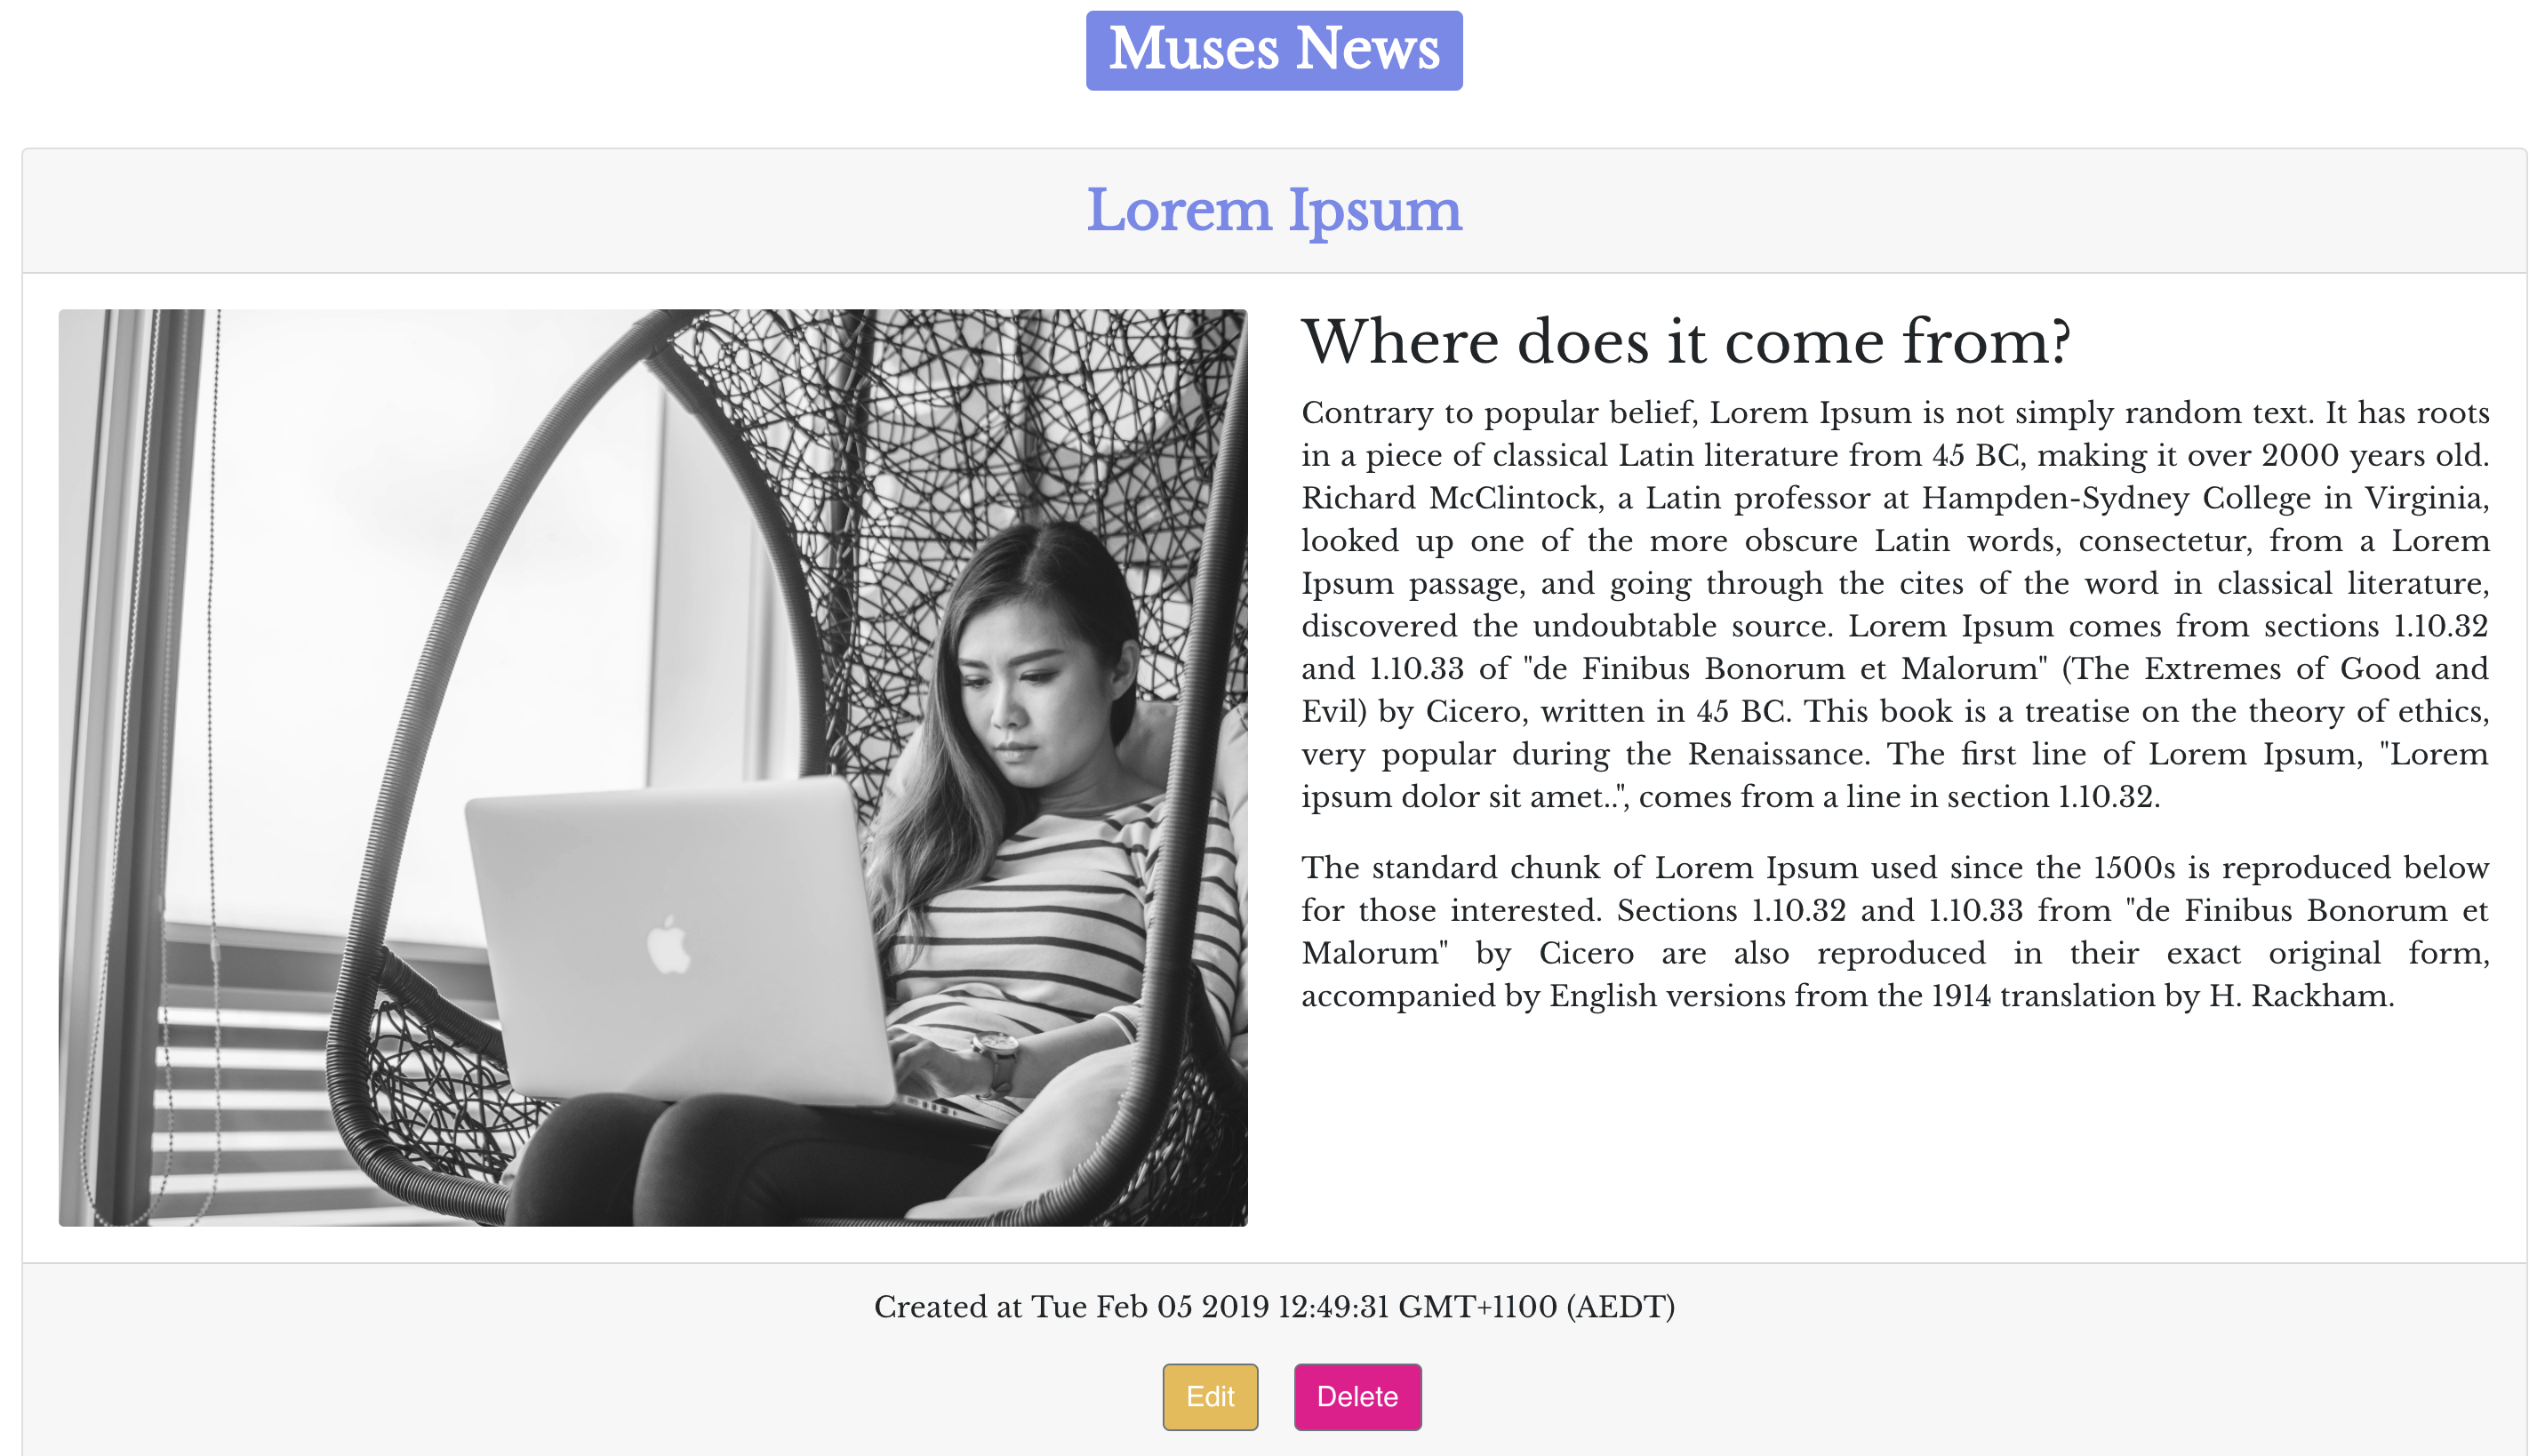 Muses News
Lorem Ipsum
Where does it come from?
Contrary to popular belief, Lorem Ipsum is not simply random text. It has roots
in a piece of classical Latin literature from 45 BC, making it over 2000 years old.
Richard McClintock, a Latin professor at Hampden-Sydney College in Virginia,
looked up one of the more obscure Latin words, consectetur, from a Lorem
Ipsum passage, and going through the cites of the word in classical literature,
discovered the undoubtable source. Lorem Ipsum comes from sections 1.10.32
and 1.10.33 of "de Finibus Bonorum et Malorum" (The Extremes of Good and
Evil) by Cicero, written in 45 BC. This book is a treatise on the theory of ethics,
very popular during the Renaissance. The first line of Lorem Ipsum, "Lorem
ipsum dolor sit amet..", comes from a line in section 1.10.32.
The standard chunk of Lorem Ipsum used since the 1500s is reproduced below
for those interested. Sections 1.10.32 and 1.10.33 from "de Finibus Bonorum et
Malorum" by Cicero are also reproduced in their exact original form,
accompanied by English versions from the 1914 translation by H. Rackham.
Created at Tue Feb 05 2019 12:49:31 GMT+1100 (AEDT)
Edit Delete